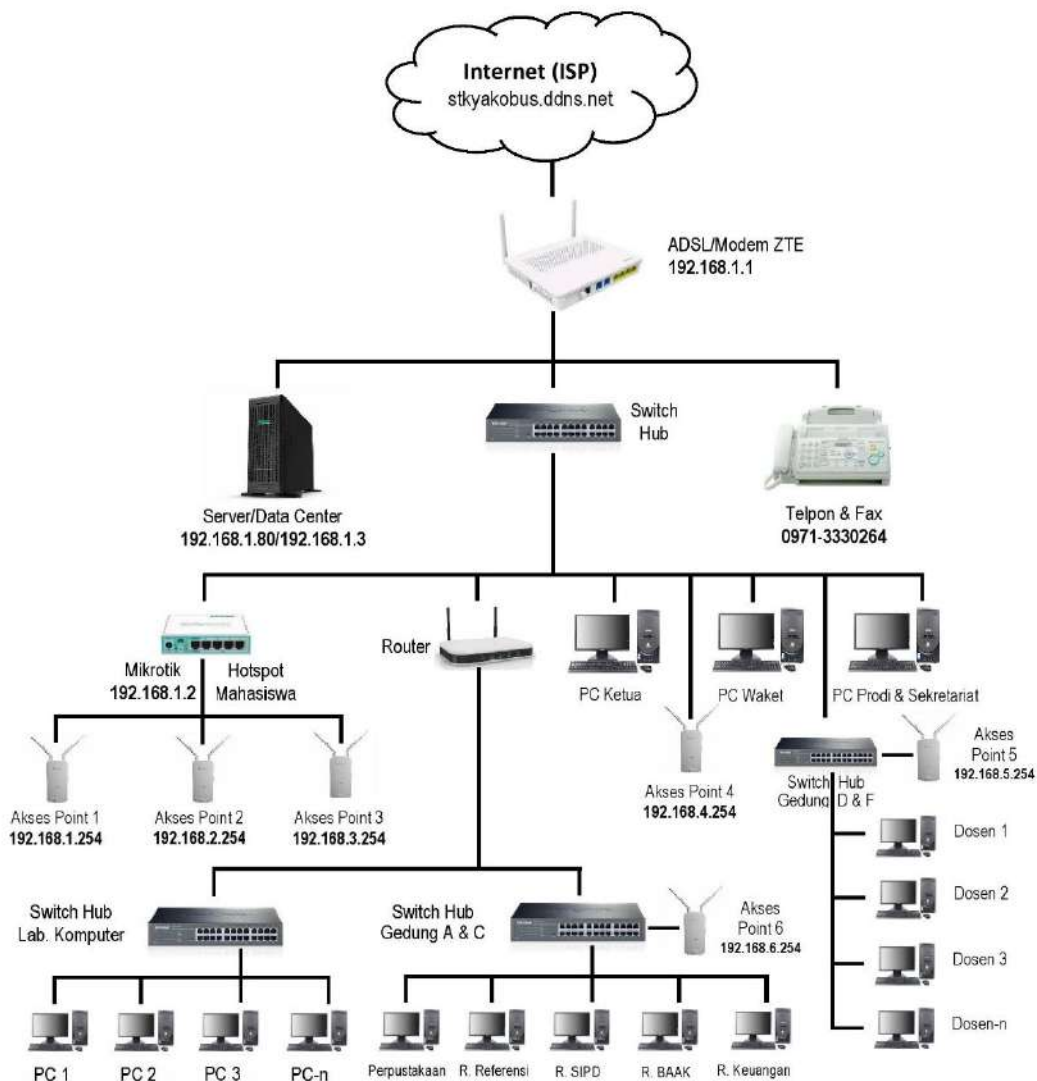 Internet (ISP)
stkyakobus.ddns.net
ADSL/Modem ZTE
192.168.1.1
Switch
Hub
Server/Data Center
192.168.1.80/192.168.1.3
Telpon & Fax
0971-3330264
Mikrotik
192.168.1.2
Hotspot
Mahasiswa
Router
PC Ketua
PC Waket
PC Prodi & Sekretariat
Akses Point 1
192.168.1.254
Akses Point 2
192.168.2.254
Akses Point 3
192.168.3.254
Akses Point 4
192.168.4.254
Switch Hub
Gedung D & F
Akses
Point 5
192.168.5.254
Dosen 1
Dosen 2
Dosen 3
Dosen-n
Switch Hub
Lab. Komputer
Switch Hub
Gedung A & C
Akses
Point 6
192.168.6.254
PC 1
PC 2
PC 3
PC-n
Perpustakaan
R. Referensi
R. SIPD
R. BAAK
R. Keuangan